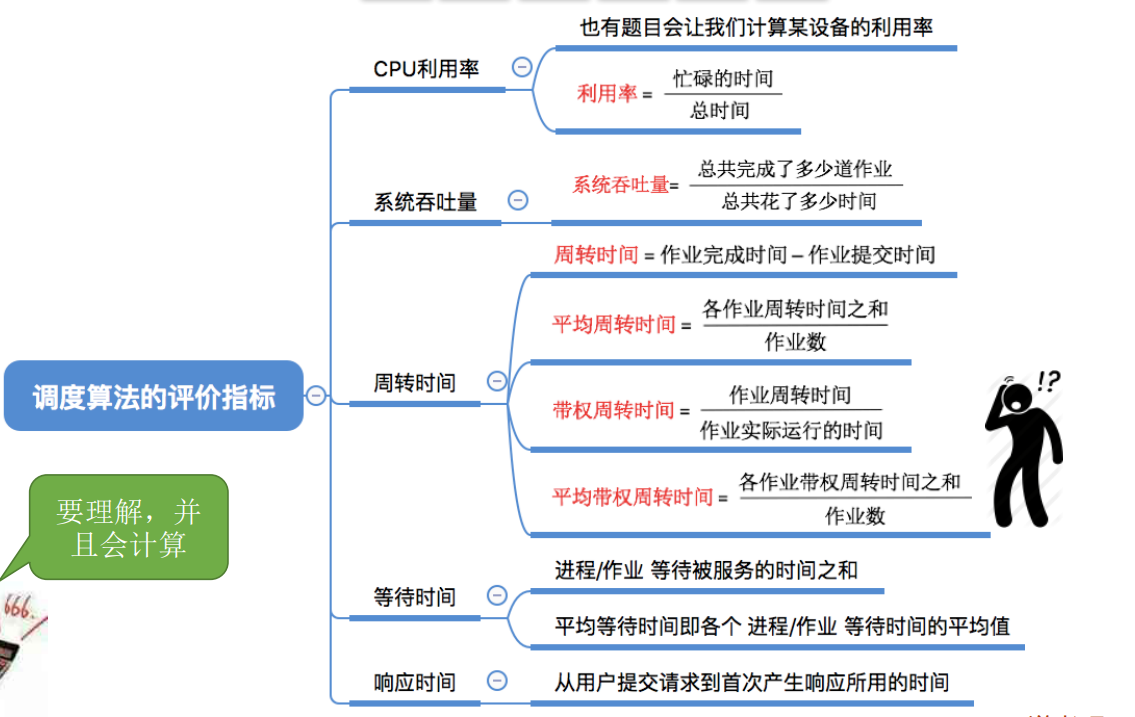 也有题目会让我们计算某设备的利用率
CPU利用率
利用率 = 忙碌的时间
总时间
系统吞吐量
系统吞吐量= 总共完成了多少道作业
总共花了多少时间
周转时间 = 作业完成时间 – 作业提交时间
平均周转时间 = 各作业周转时间之和
作业数
周转时间
带权周转时间 = 作业周转时间
作业实际运行的时间
平均带权周转时间 = 各作业带权周转时间之和
作业数
调度算法的评价指标
!?
要理解，并
且会计算
666.
等待时间
进程/作业 等待被服务的时间之和
平均等待时间即各个 进程/作业 等待时间的平均值
响应时间
从用户提交请求到首次产生响应所用的时间